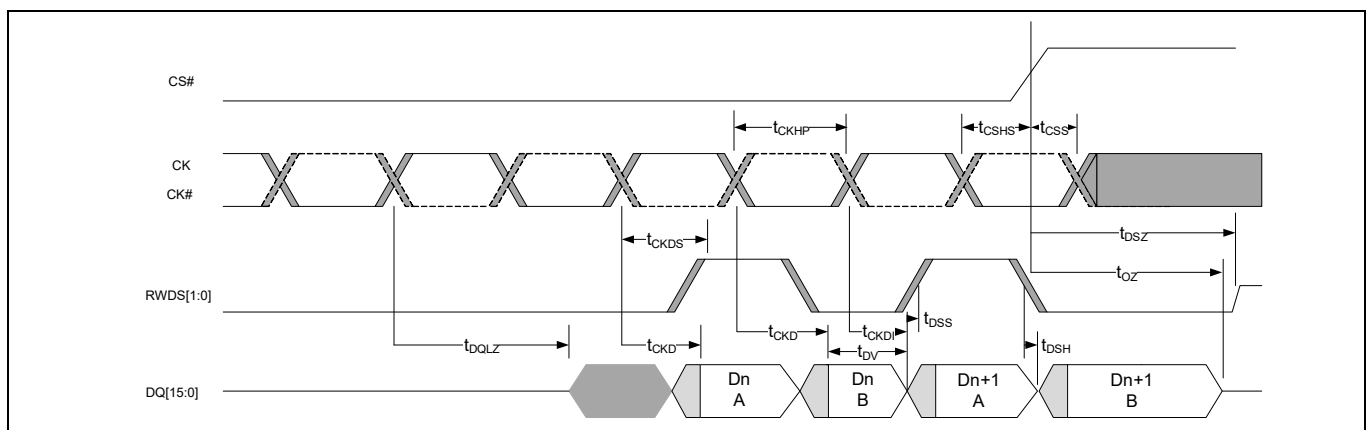 CS#
tCKHP
tCSHS
tCSS
CK
CK#
tCKDS
tDSZ
tOZ
RWDS[1:0]
tDSS
tCKD
tCKDI
tDQLZ
tCKD
tDV
tDSH
DQ[15:0]
Dn
A
Dn
B
Dn+1
A
Dn+1
B